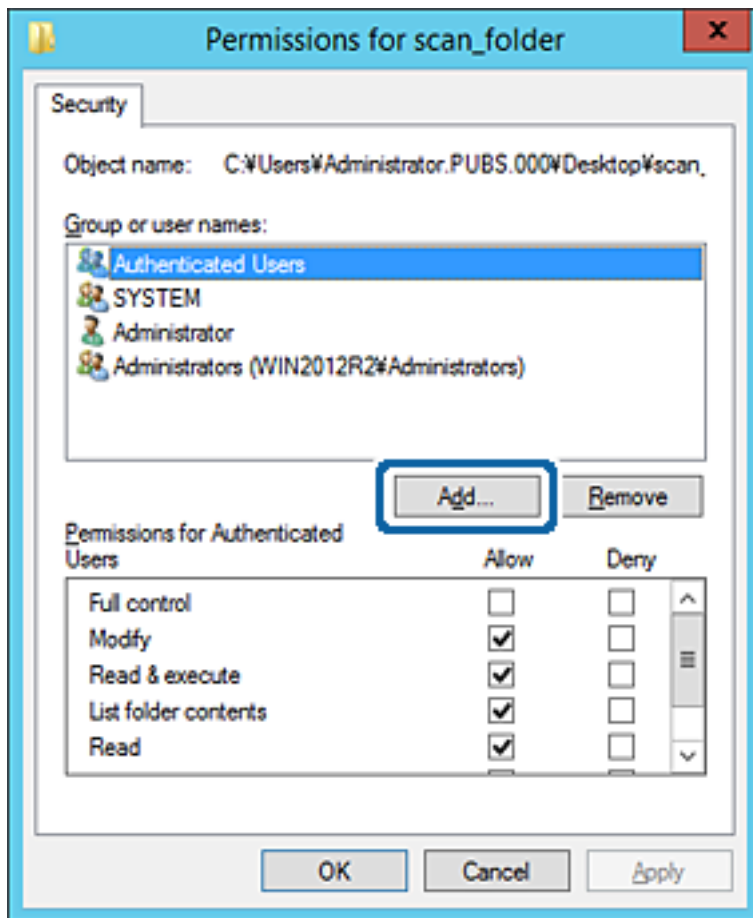 Permissions for scan_folder
x
Security
Object name: C:¥Users¥Administrator.PUBS.000¥Desktop¥scan_
Group or user names:
Authenticated Users
SYSTEM
Administrator
Administrators (WIN2012R2¥Administrators)
Add... Remove
Permissions for Authenticated
Users Allow Deny
Full control
Modify
Read & execute
List folder contents
Read
OK Cancel Apply